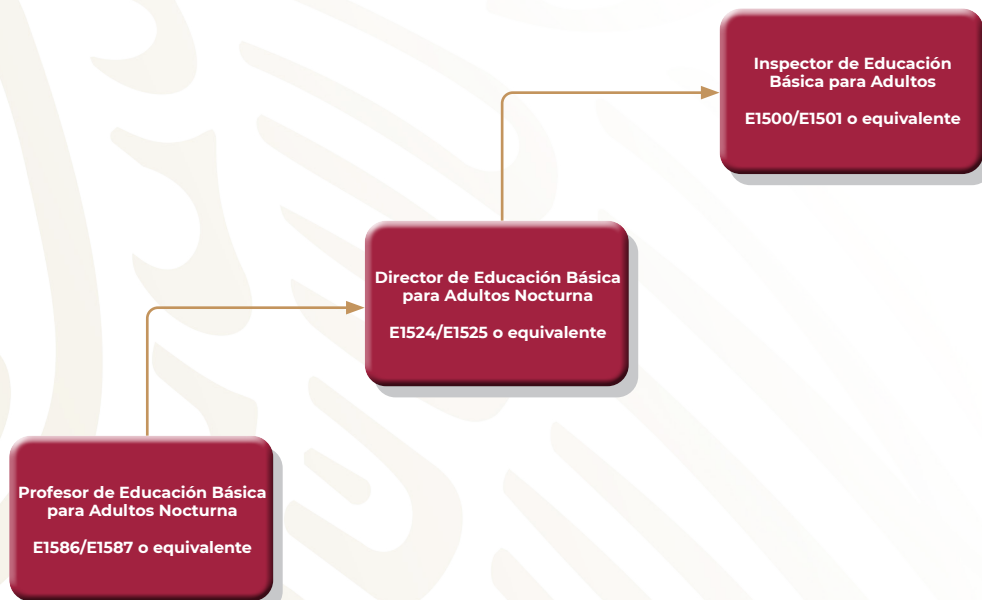 Inspector de Educación
Básica para Adultos
E1500/E1501 o equivalente
Director de Educación Básica
para Adultos Nocturna
E1524/E1525 o equivalente
Profesor de Educación Básica
para Adultos Nocturna
E1586/E1587 o equivalente